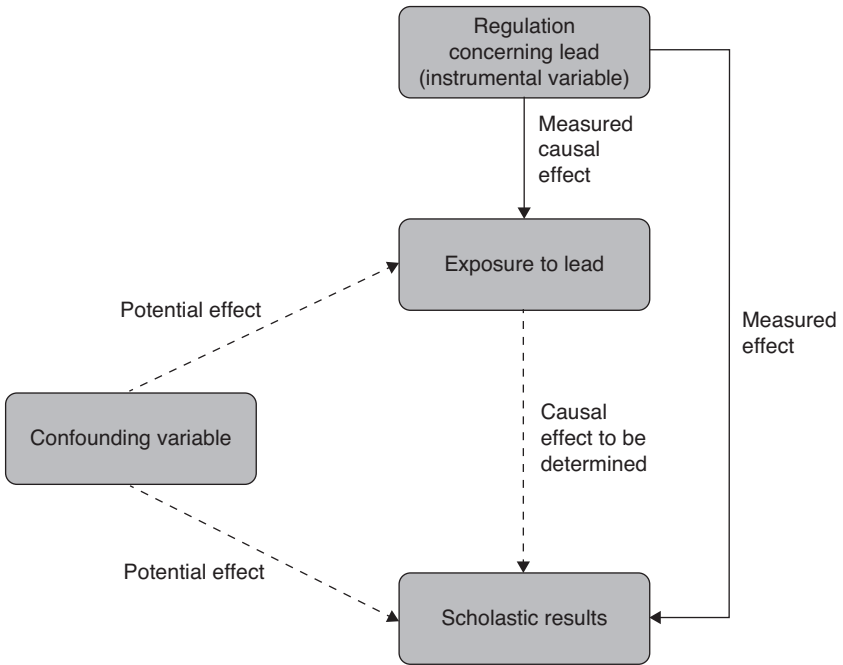 Regulation
concerning lead
(instrumental variable)
Measured
causal
effect
Exposure to lead
Potential effect
Measured
effect
Causal
effect to be
determined
Confounding variable
Potential effect
Scholastic results